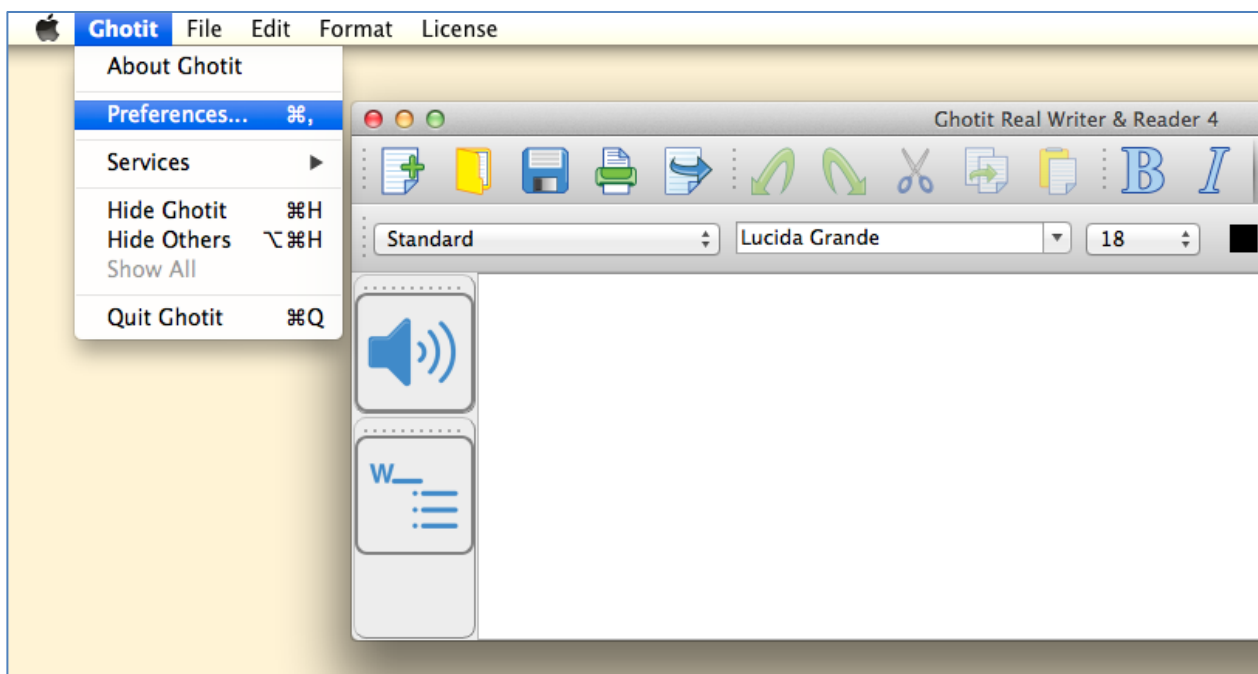 Ghotit File Edit Format License
About Ghotit
Preferences... ⌘,
Services ▶
Hide Ghotit ⌘H
Hide Others ⌥⌘H
Show All
Quit Ghotit ⌘Q
Ghotit Real Writer & Reader 4
B I
Standard Lucida Grande 18
W